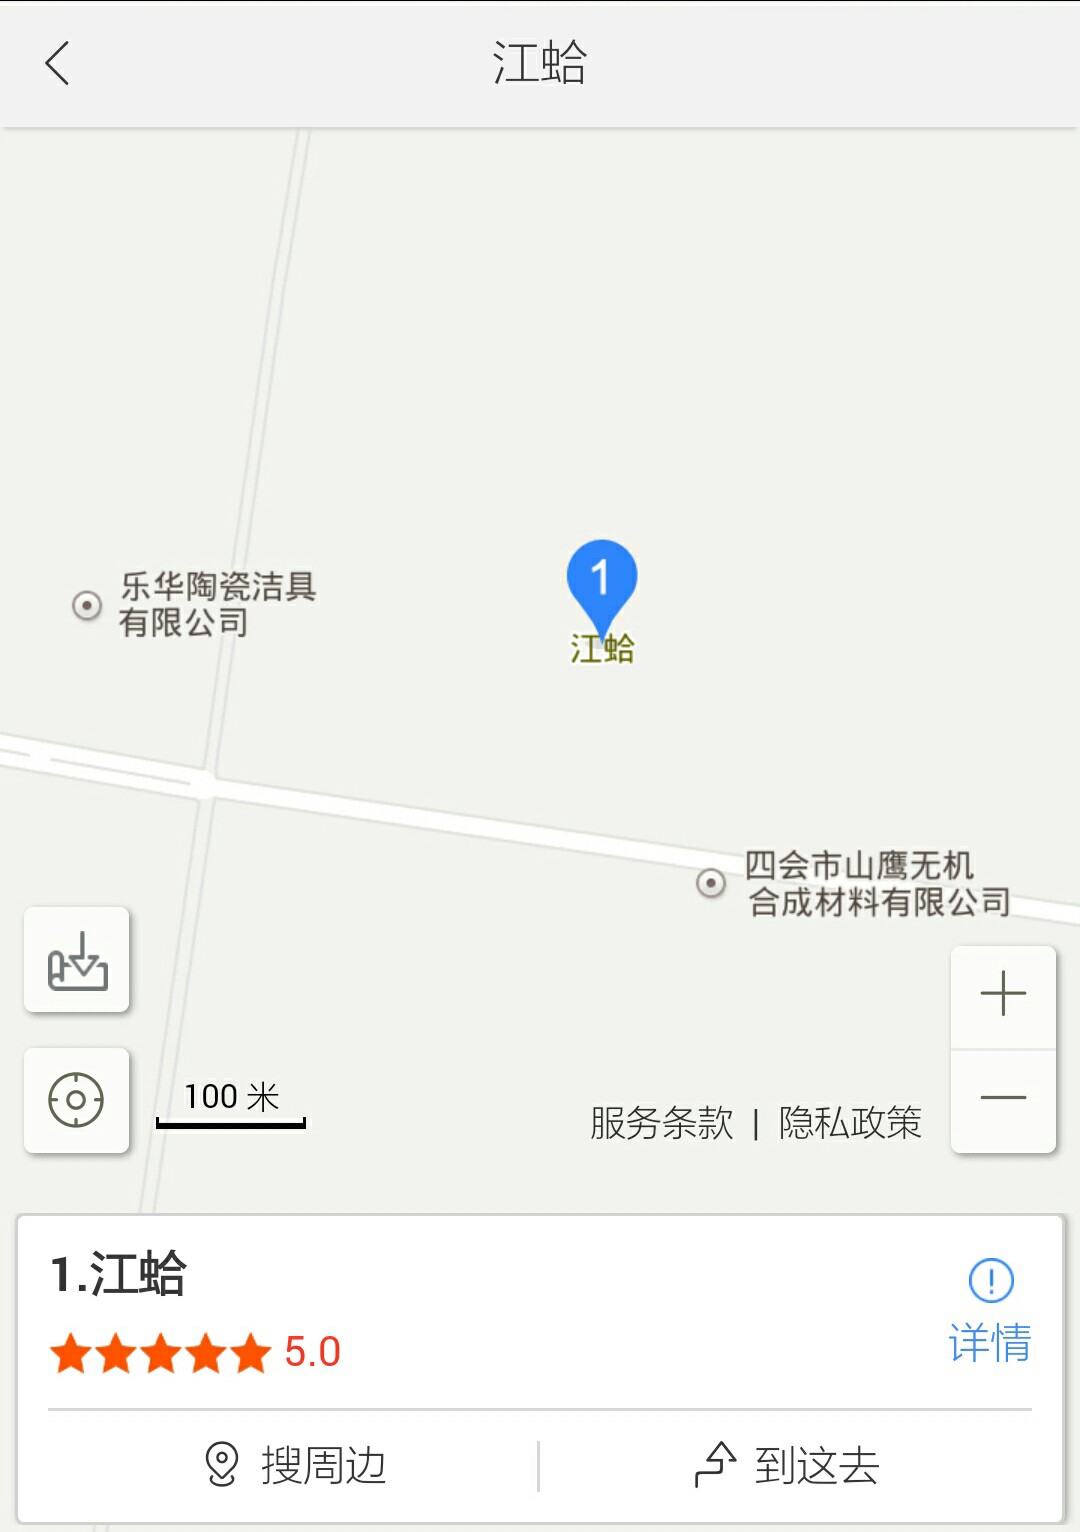 江蛤
乐华陶瓷洁具
有限公司
1
江蛤
四会市山鹰无机
合成材料有限公司
100 米
服务条款 | 隐私政策
1.江蛤
5.0
详情
搜周边
到这去